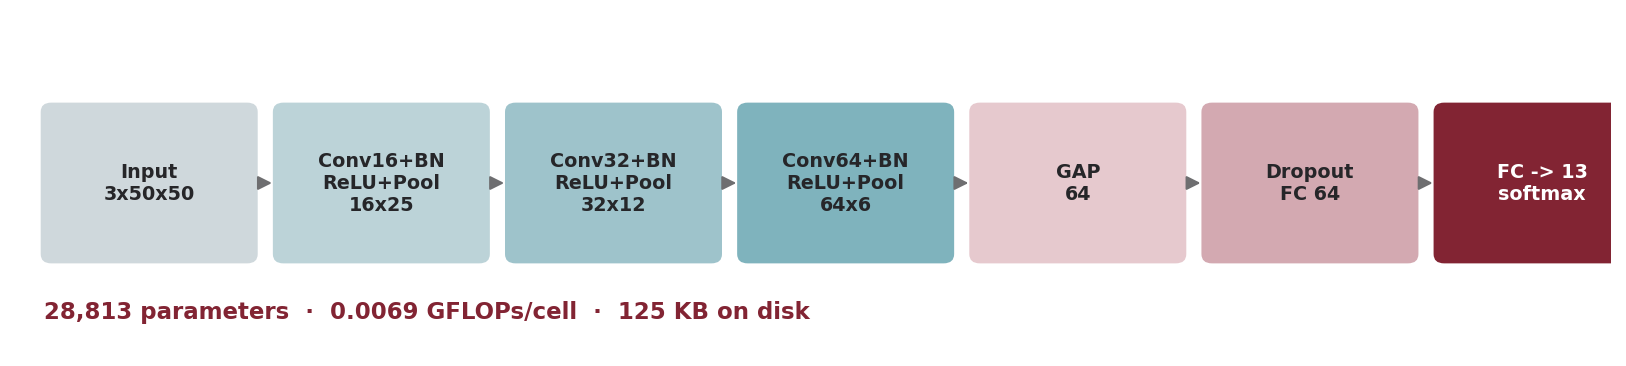 Input
3x50x50
Conv16+BN
ReLU+Pool
16x25
Conv32+BN
ReLU+Pool
32x12
Conv64+BN
ReLU+Pool
64x6
GAP
64
Dropout
FC 64
FC -> 13
softmax
28,813 parameters · 0.0069 GFLOPs/cell · 125 KB on disk